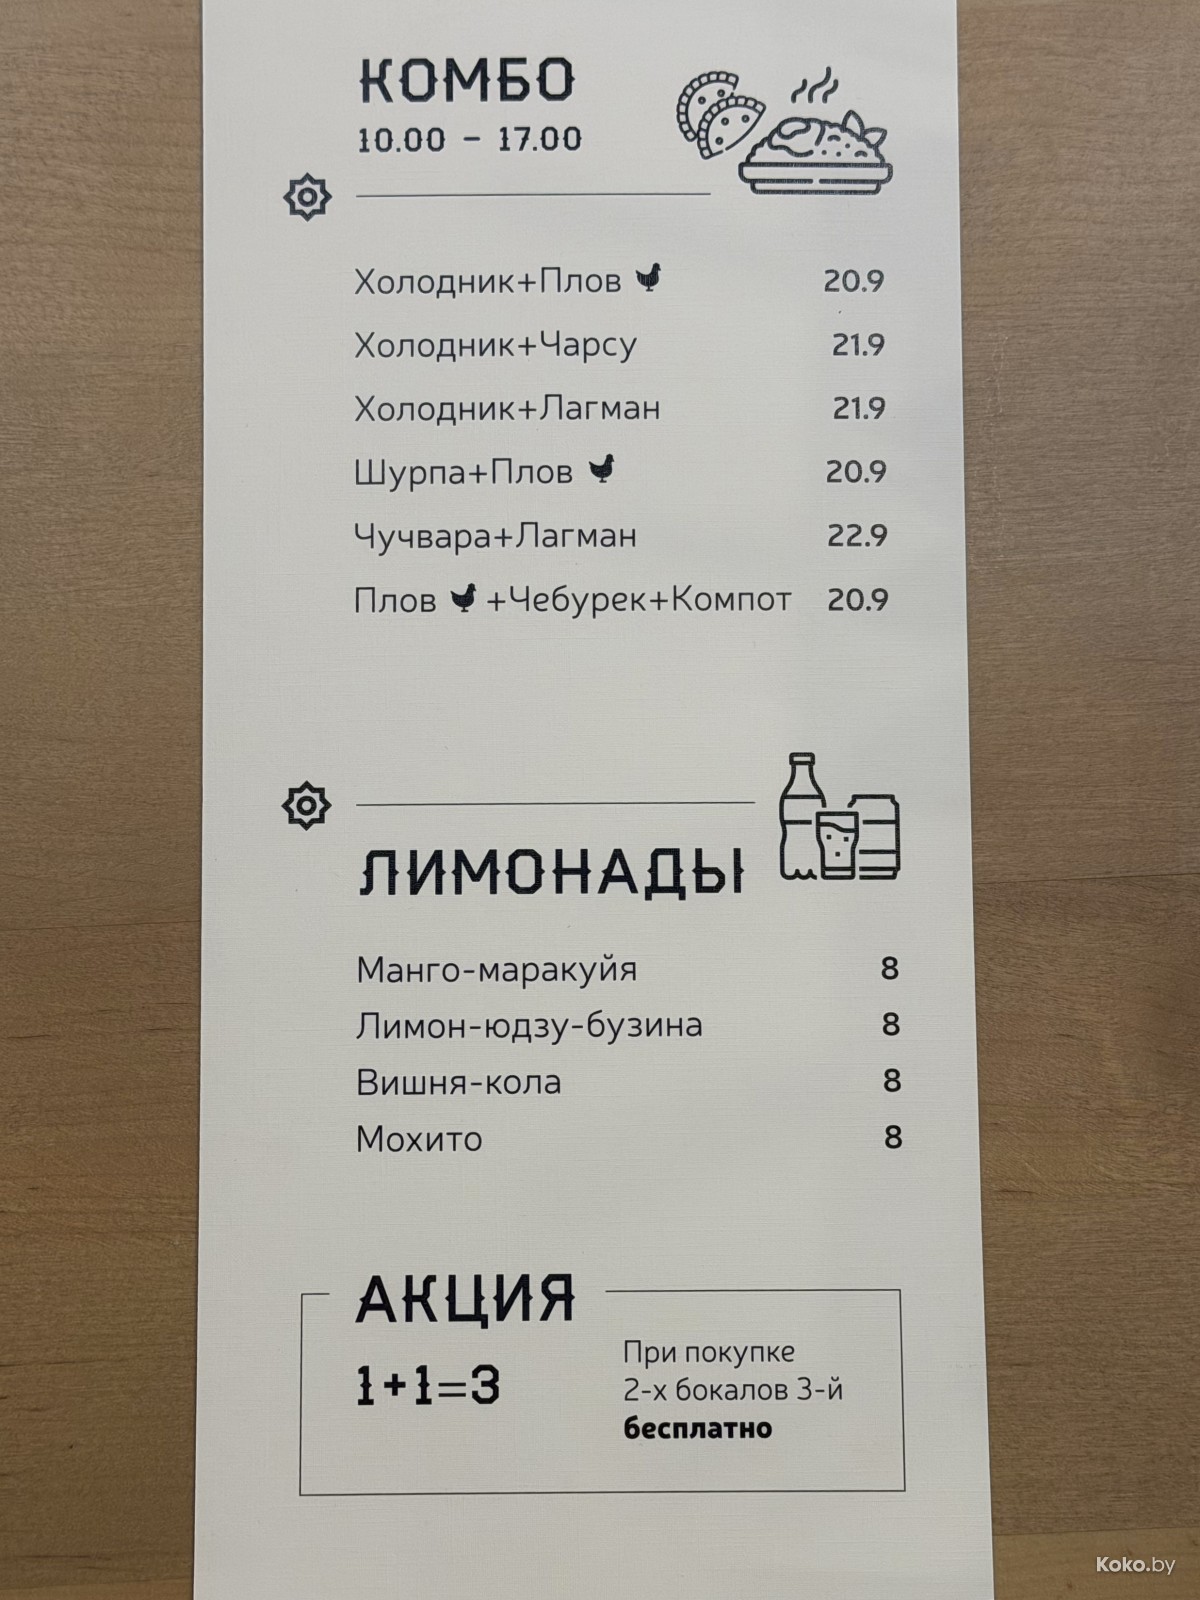 КОМБО
10.00 – 17.00
Холодник+Плов 20.9
Холодник+Чарсу 21.9
Холодник+Лагман 21.9
Шурпа+Плов 20.9
Чучвара+Лагман 22.9
Плов +Чебурек+Компот 20.9
ЛИМОНАДЫ
Манго-маракуйя 8
Лимон-юдзу-бузина 8
Вишня-кола 8
Мохито 8
АКЦИЯ
1+1=3
При покупке
2-х бокалов 3-й
бесплатно
Koko.by